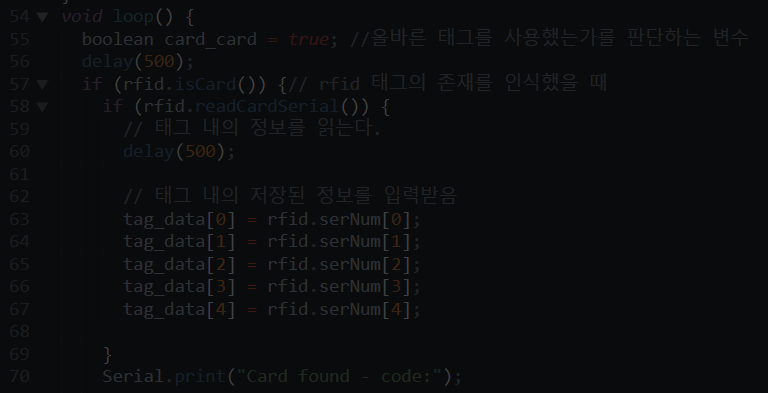 54 void loop() {
55 boolean card_card = true; //올바른 태그를 사용했는가를 판단하는 변수
56 delay(500);
57 if (rfid.isCard()) {// rfid 태그의 존재를 인식했을 때
58 if (rfid.readCardSerial()) {
59 // 태그 내의 정보를 읽는다.
60 delay(500);
61
62 // 태그 내의 저장된 정보를 입력받음
63 tag_data[0] = rfid.serNum[0];
64 tag_data[1] = rfid.serNum[1];
65 tag_data[2] = rfid.serNum[2];
66 tag_data[3] = rfid.serNum[3];
67 tag_data[4] = rfid.serNum[4];
68
69 }
70 Serial.print("Card found - code:");